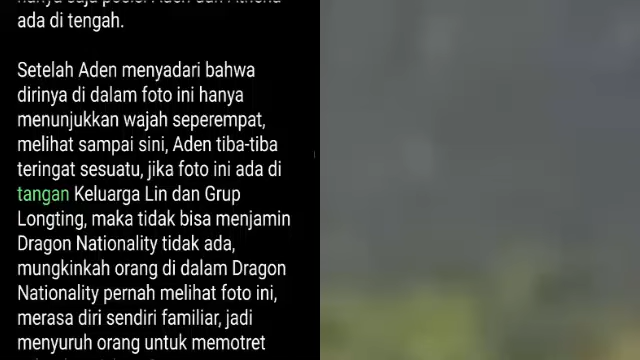 ada di tengah.
Setelah Aden menyadari bahwa
dirinya di dalam foto ini hanya
menunjukkan wajah seperempat,
melihat sampai sini, Aden tiba-tiba
teringat sesuatu, jika foto ini ada di
tangan Keluarga Lin dan Grup
Longting, maka tidak bisa menjamin
Dragon Nationality tidak ada,
mungkinkah orang di dalam Dragon
Nationality pernah melihat foto ini,
merasa diri sendiri familiar, jadi
menyuruh orang untuk memotret